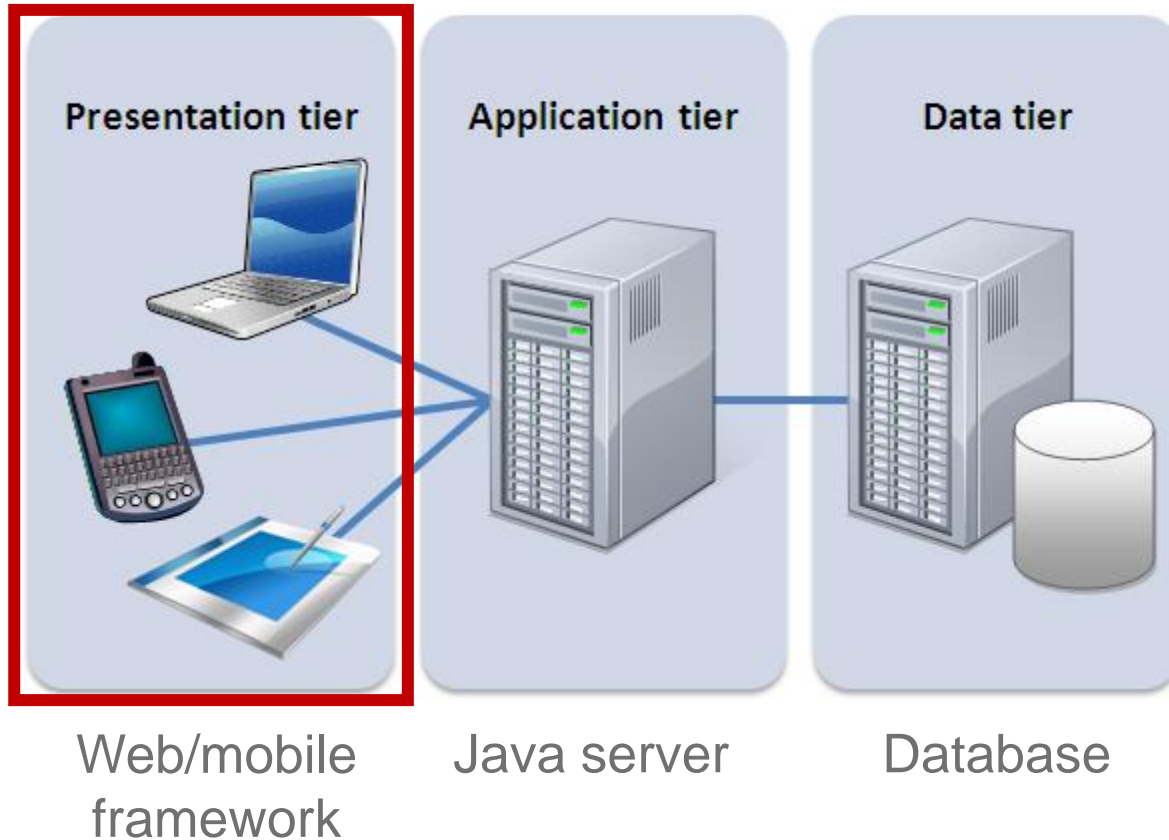 Presentation tier
Application tier
Data tier
Web/mobile
framework
Java server
Database